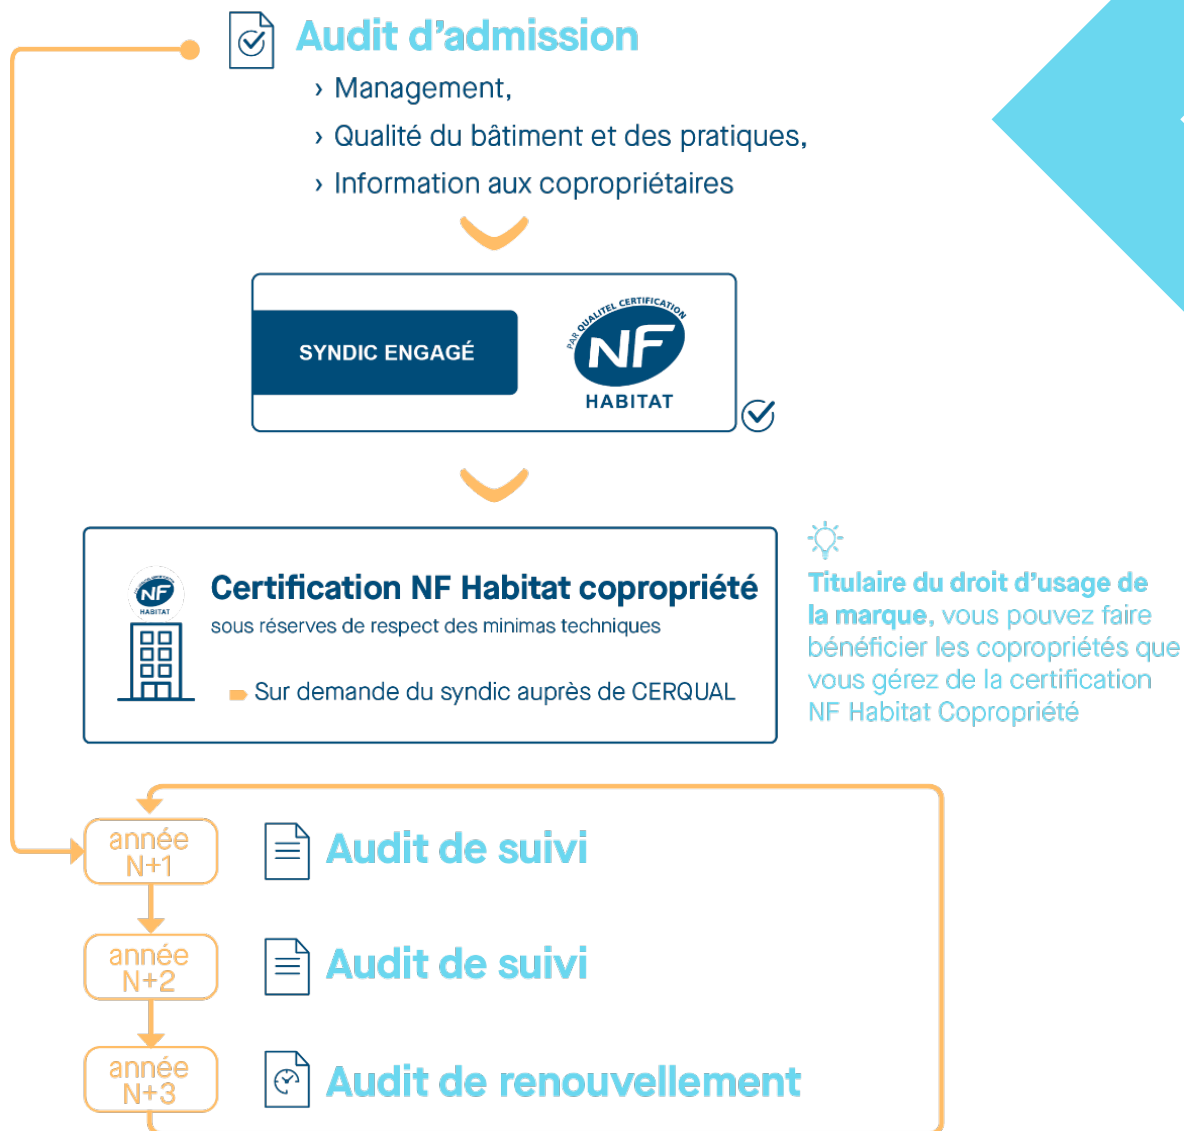 Audit d'admission
› Management,
› Qualité du bâtiment et des pratiques,
› Information aux copropriétaires
SYNDIC ENGAGÉ
PAR QUALITEL CERTIFICATION
NF
HABITAT
NF
HABITAT
Certification NF Habitat copropriété
sous réserves de respect des minimas techniques
Sur demande du syndic auprès de CERQUAL
Titulaire du droit d'usage de
la marque, vous pouvez faire
bénéficier les copropriétés que
vous gérez de la certification
NF Habitat Copropriété
année
N+1
Audit de suivi
année
N+2
Audit de suivi
année
N+3
Audit de renouvellement